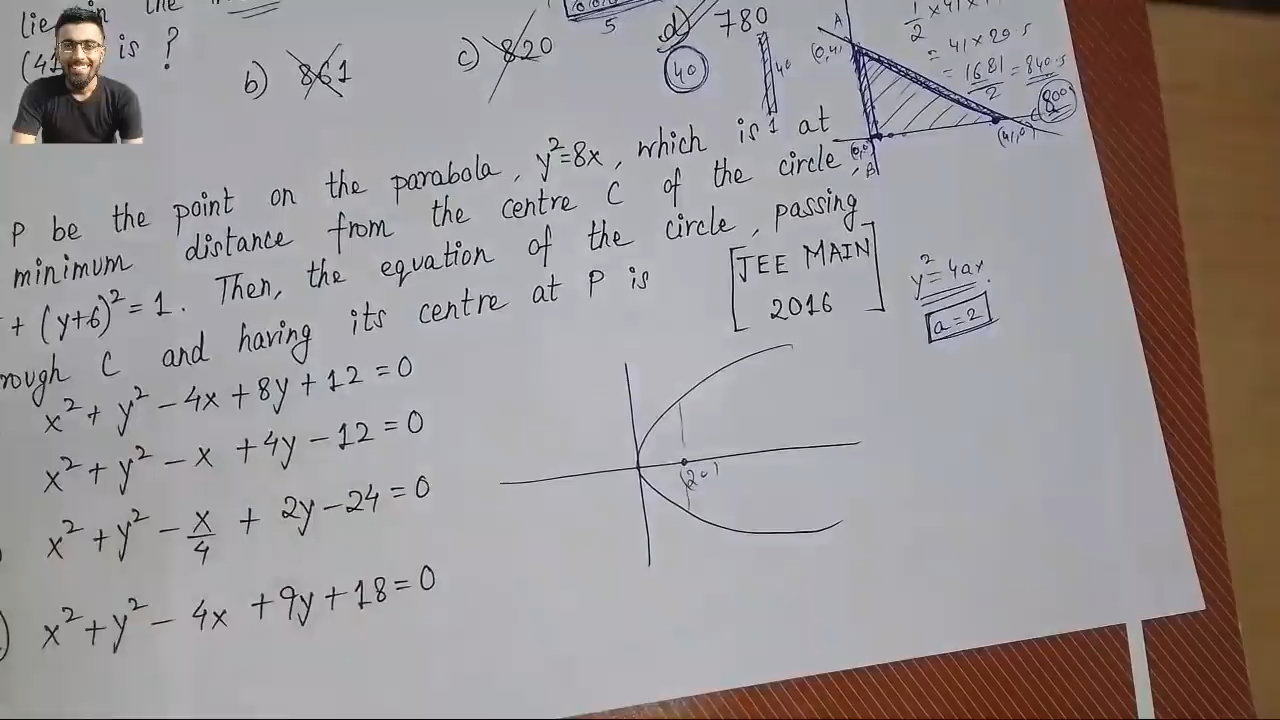 lie in the
(41 is ?
b) 861
c) 820
5
d) 780
40
40
1
A
(0,41)
(0,0)
B
(41,0)
= 41 × 20.5
= 1681/2 = 840.5
800
P be the point on the parabola, y²=8x, which is at
minimum distance from the centre C of the circle,
+ (y+6)² = 1. Then, the equation of the circle, passing
rough C and having its centre at P is
[JEE MAIN 2016]
y²=4ax.
a=2
x² + y² - 4x + 8y + 12 = 0
x² + y² - x + 4y - 12 = 0
x² + y² - x/4 + 2y - 24 = 0
x² + y² - 4x + 9y + 18 = 0
(2 0)